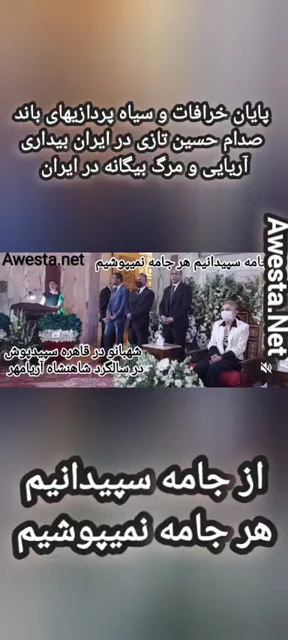 پایان خرافات و سیاه پردازیهای باند
صدام حسین تازی در ایران بیداری
آریایی و مرگ بیگانه در ایران
Awesta.net
جامه سپیدانیم هر جامه نمیپوشیم
Awesta.Net
شهبانو در قاهره سپیدپوش
در سالگرد شاهنشاه آریامهر
از جامه سپیدانیم
هر جامه نمیپوشیم